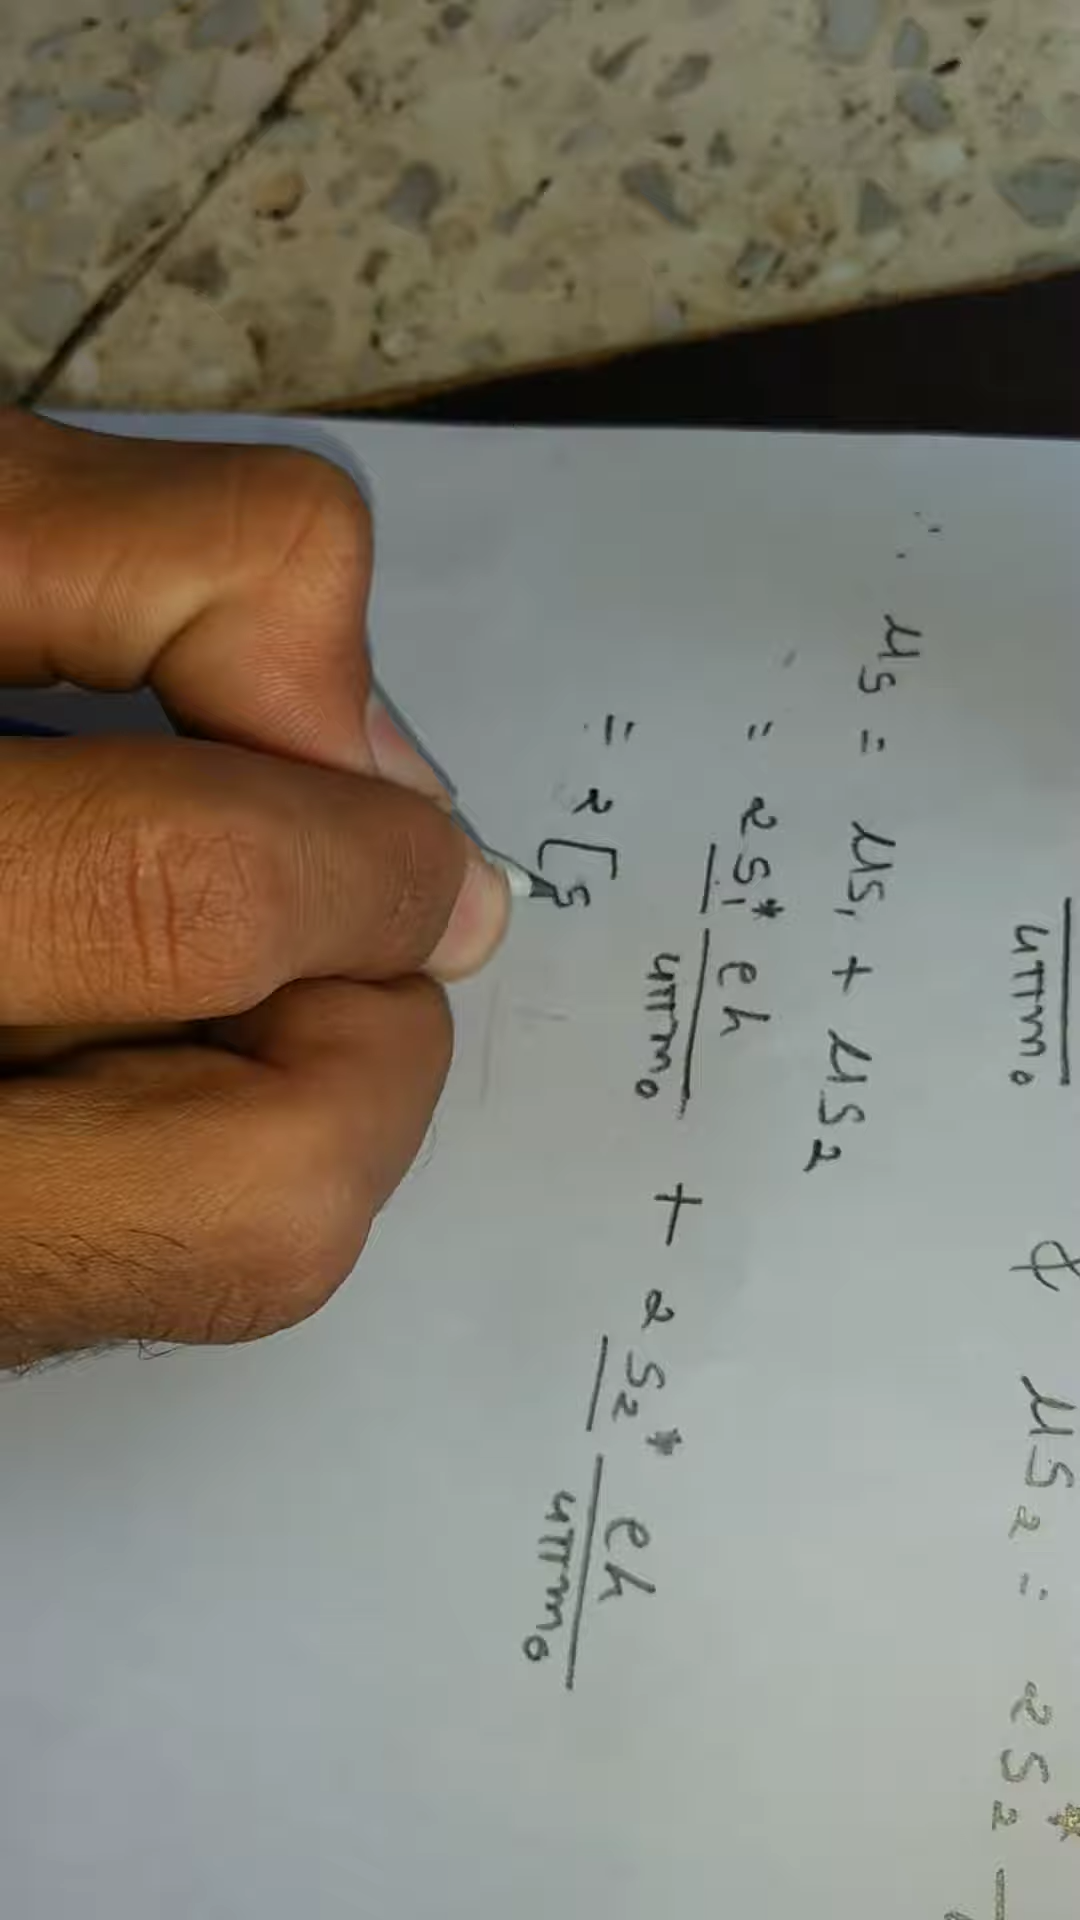 4πm₀ & μs₂ = 2s₂*
∴ μs = μs₁ + μs₂
= 2s₁* eh/4πm₀ + 2s₂* eh/4πm₀
= 2[s